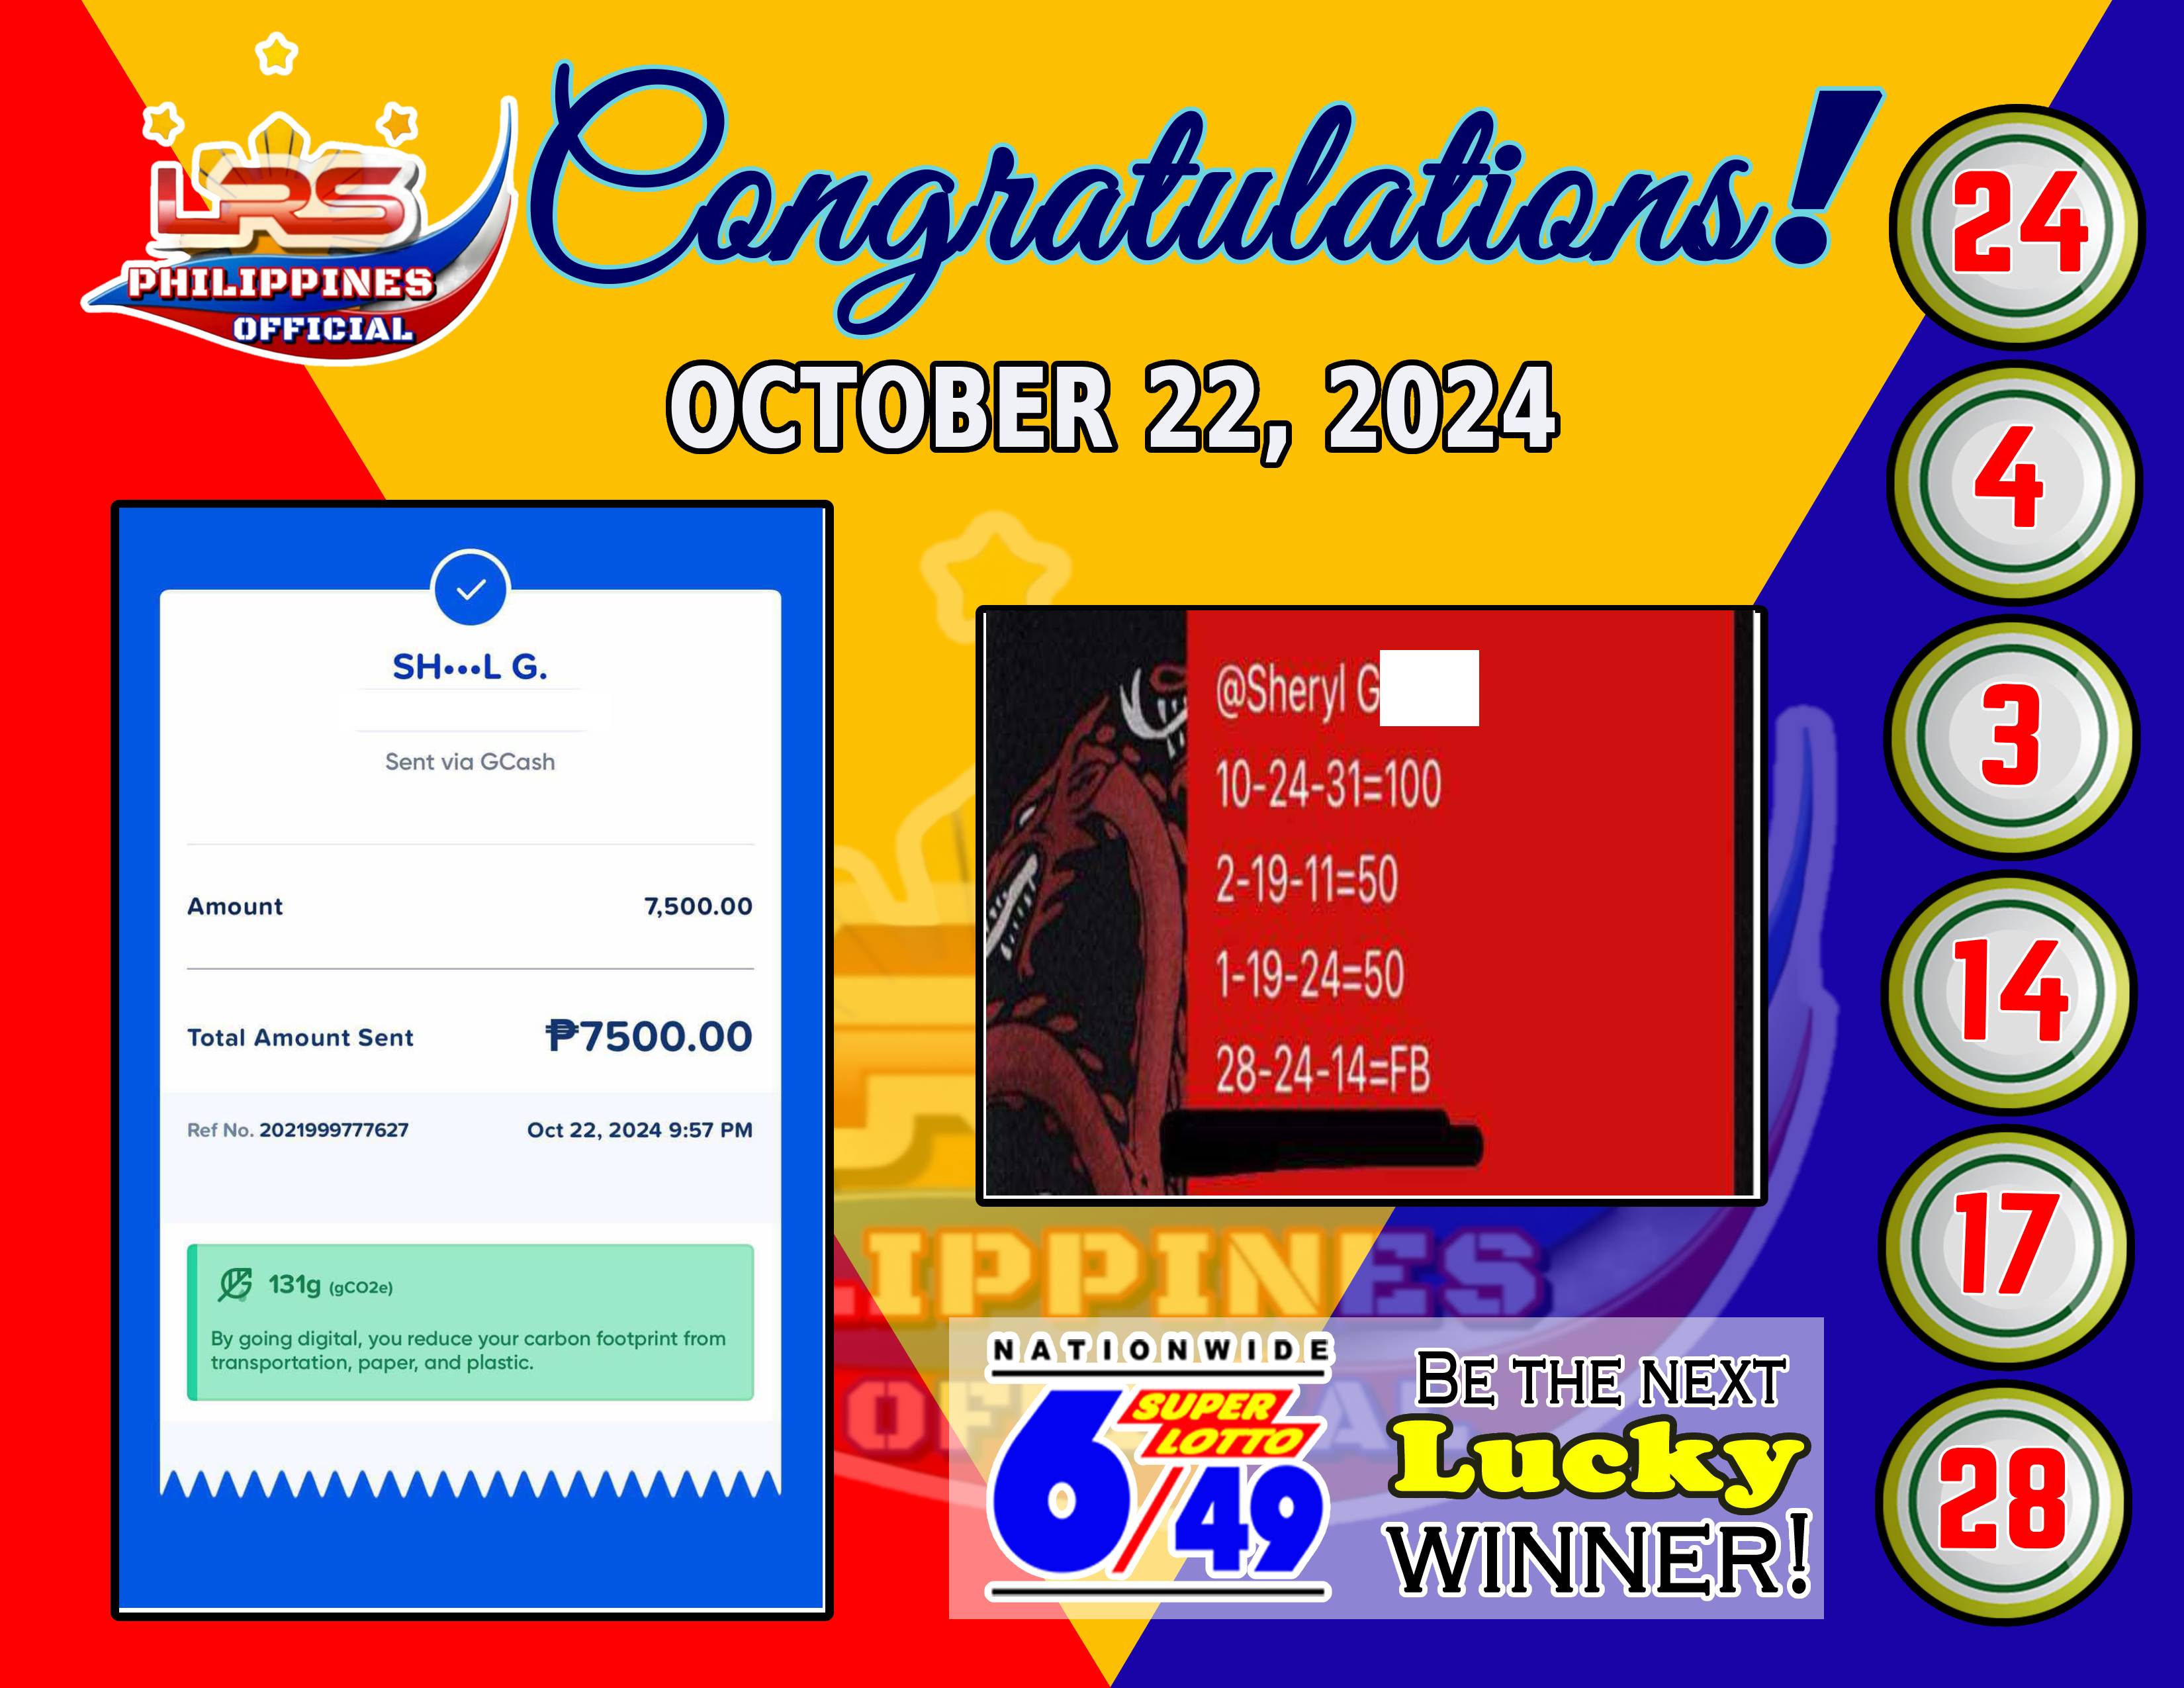 LRS
PHILIPPINES
OFFICIAL
Congratulations!
OCTOBER 22, 2024
SH•••L G.
Sent via GCash
Amount 7,500.00
Total Amount Sent ₱7500.00
Ref No. 2021999777627 Oct 22, 2024 9:57 PM
131g (gCO2e)
By going digital, you reduce your carbon footprint from
transportation, paper, and plastic.
@Sheryl G
10-24-31=100
2-19-11=50
1-19-24=50
28-24-14=FB
IPPINES
NATIONWIDE
SUPER
LOTTO
6/49
BE THE NEXT
Lucky
WINNER!
24
4
3
14
17
28